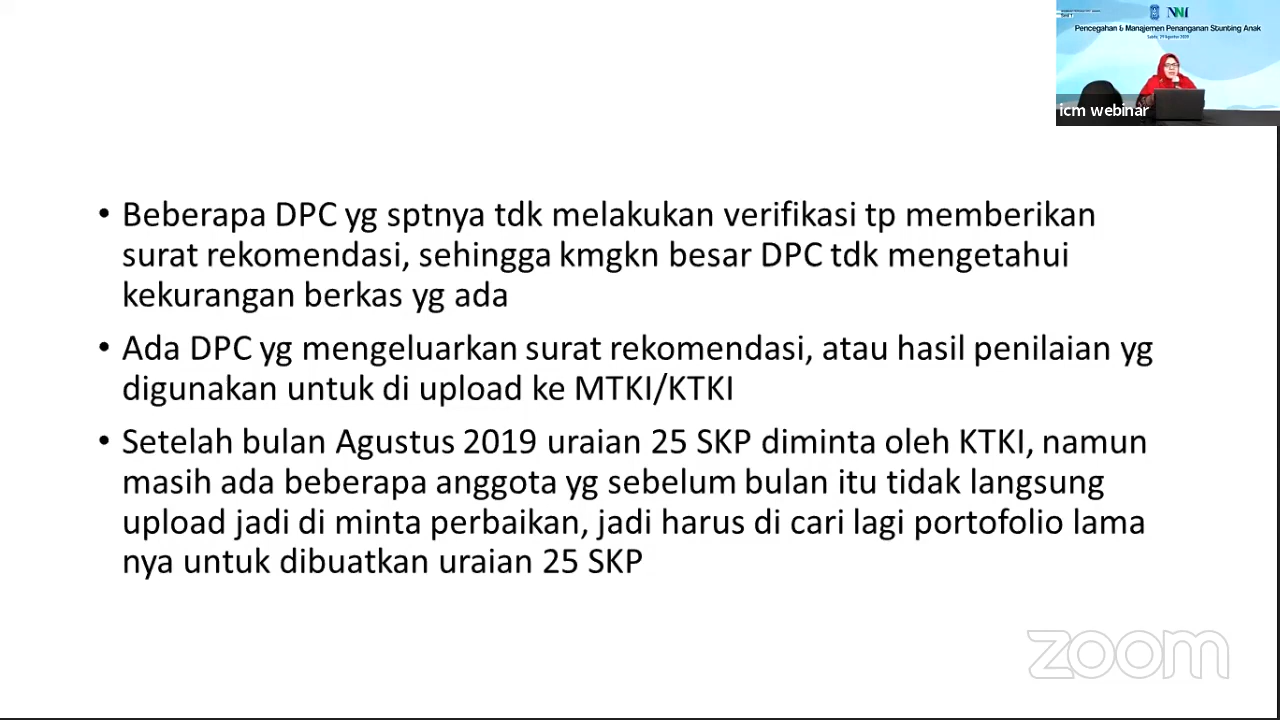 Pencegahan & Manajemen Penanganan Stunting Anak
icm webinar
• Beberapa DPC yg sptnya tdk melakukan verifikasi tp memberikan
surat rekomendasi, sehingga kmgkn besar DPC tdk mengetahui
kekurangan berkas yg ada
• Ada DPC yg mengeluarkan surat rekomendasi, atau hasil penilaian yg
digunakan untuk di upload ke MTKI/KTKI
• Setelah bulan Agustus 2019 uraian 25 SKP diminta oleh KTKI, namun
masih ada beberapa anggota yg sebelum bulan itu tidak langsung
upload jadi di minta perbaikan, jadi harus di cari lagi portofolio lama
nya untuk dibuatkan uraian 25 SKP
zoom